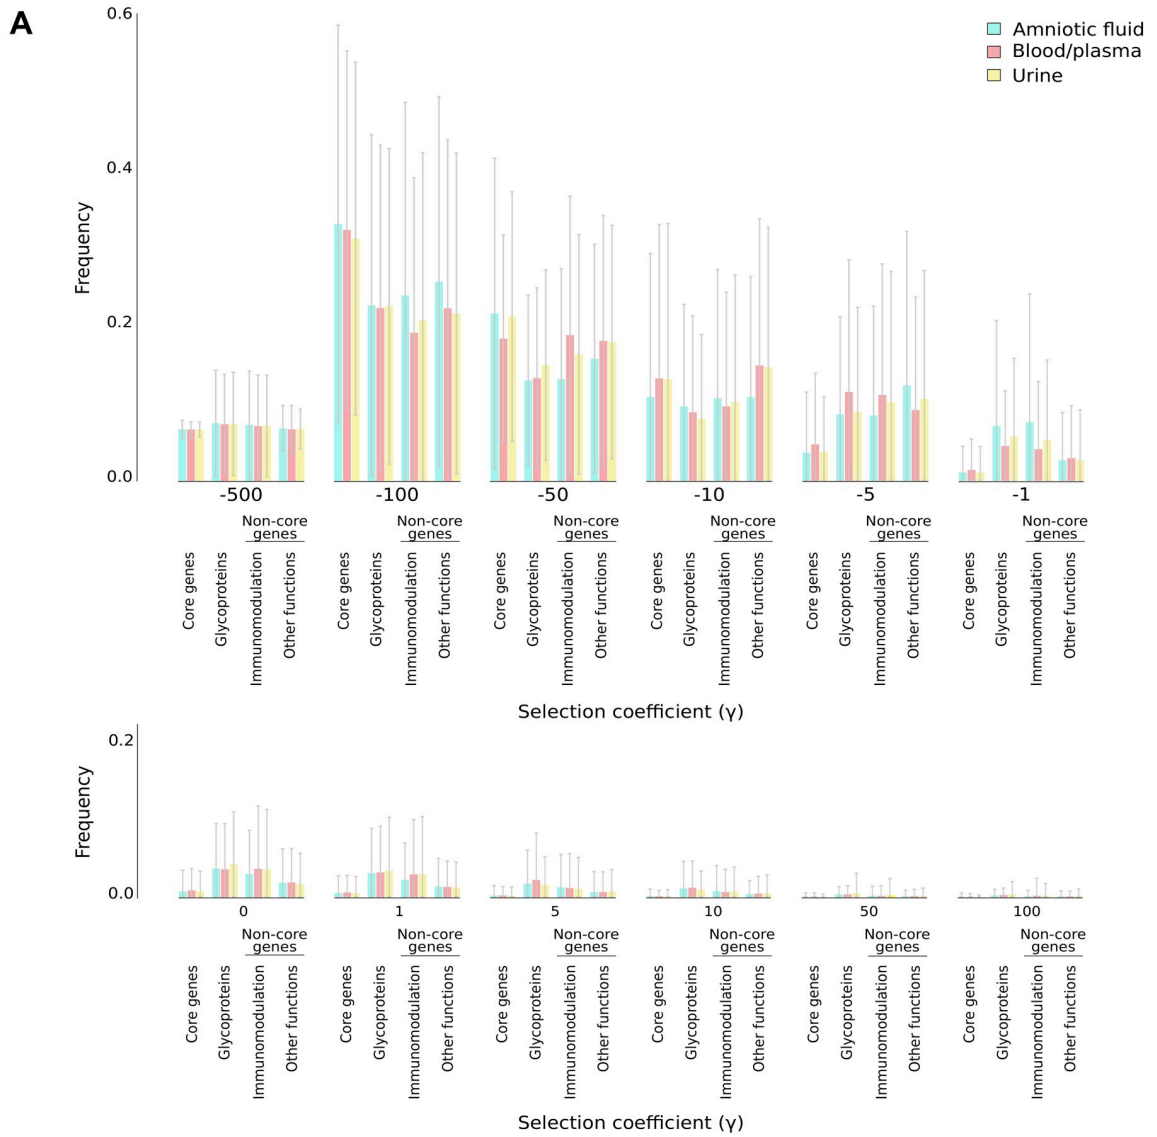 A
0.6
Amniotic fluid
Blood/plasma
Urine
0.4
0.2
0.0
Frequency
-500 -100 -50 -10 -5 -1
Non-core genes Non-core genes Non-core genes Non-core genes Non-core genes Non-core genes
Core genes Glycoproteins Immunomodulation Other functions Core genes Glycoproteins Immunomodulation Other functions Core genes Glycoproteins Immunomodulation Other functions Core genes Glycoproteins Immunomodulation Other functions Core genes Glycoproteins Immunomodulation Other functions Core genes Glycoproteins Immunomodulation Other functions
Selection coefficient (γ)
0.2
0.0
Frequency
0 1 5 10 50 100
Non-core genes Non-core genes Non-core genes Non-core genes Non-core genes Non-core genes
Core genes Glycoproteins Immunomodulation Other functions Core genes Glycoproteins Immunomodulation Other functions Core genes Glycoproteins Immunomodulation Other functions Core genes Glycoproteins Immunomodulation Other functions Core genes Glycoproteins Immunomodulation Other functions Core genes Glycoproteins Immunomodulation Other functions
Selection coefficient (γ)